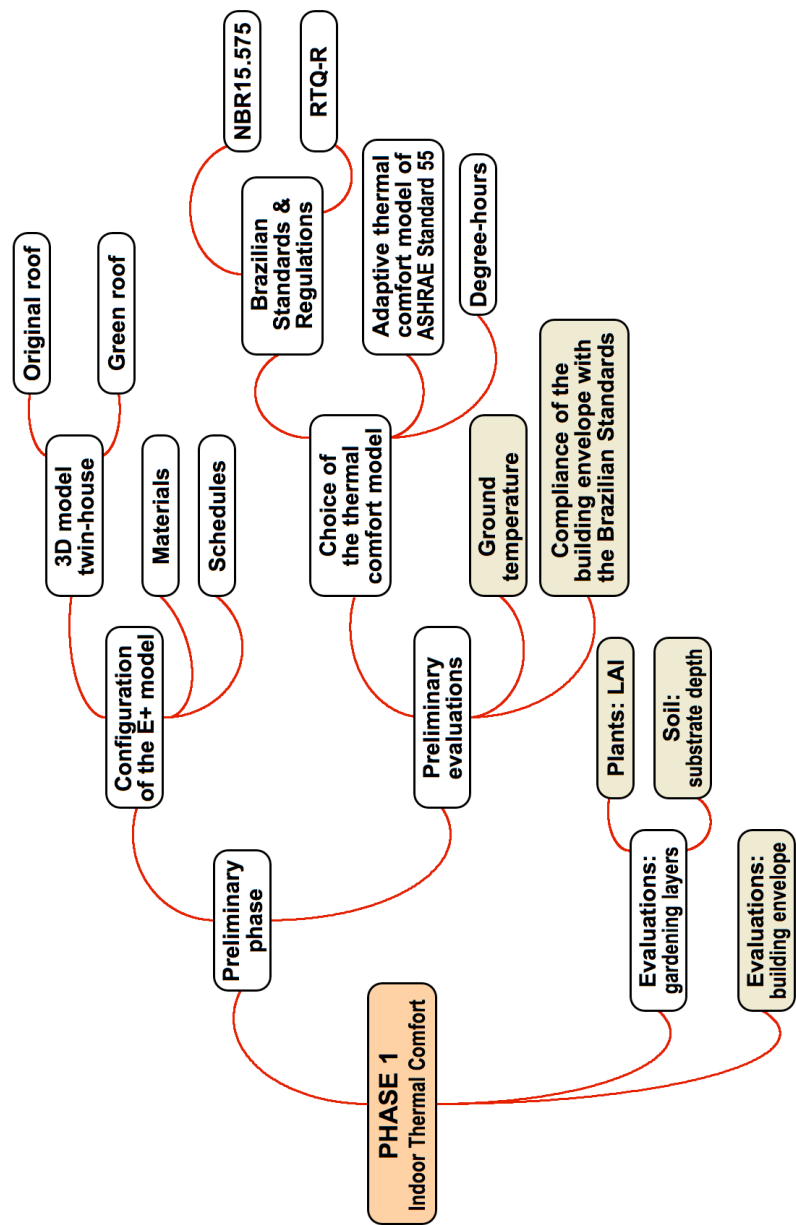 PHASE 1
Indoor Thermal Comfort
Preliminary
phase
Configuration
of the E+ model
3D model
twin-house
Original roof
Green roof
Materials
Schedules
Preliminary
evaluations
Choice of
the thermal
comfort model
Brazilian
Standards &
Regulations
NBR15.575
RTQ-R
Adaptive thermal
comfort model of
ASHRAE Standard 55
Degree-hours
Ground
temperature
Compliance of the
building envelope with
the Brazilian Standards
Evaluations:
gardening layers
Plants: LAI
Soil:
substrate depth
Evaluations:
building envelope